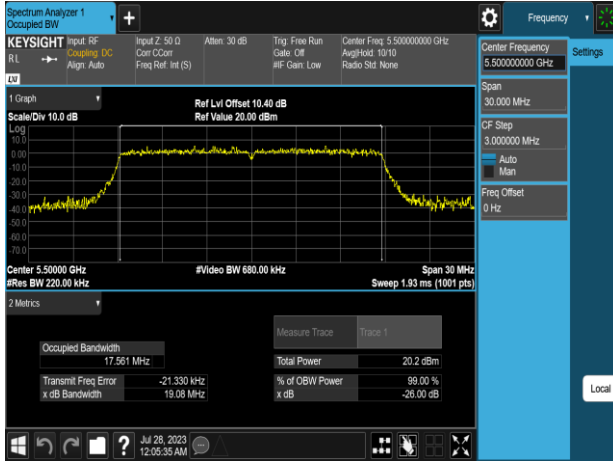 Spectrum Analyzer 1
Occupied BW
+
Frequency
KEYSIGHT
RL
LXI
Input: RF
Coupling: DC
Align: Auto
Input Z: 50 Ω
Corr CCorr
Freq Ref: Int (S)
Atten: 30 dB
Trig: Free Run
Gate: Off
#IF Gain: Low
Center Freq: 5.500000000 GHz
Avg|Hold: 10/10
Radio Std: None
Center Frequency
5.500000000 GHz
Settings
Span
30.000 MHz
CF Step
3.000000 MHz
Auto
Man
Freq Offset
0 Hz
Local
1 Graph
Scale/Div 10.0 dB
Ref Lvl Offset 10.40 dB
Ref Value 20.00 dBm
Log
10.0
0.00
-10.0
-20.0
-30.0
-40.0
-50.0
-60.0
-70.0
Center 5.50000 GHz
#Res BW 220.00 kHz
#Video BW 680.00 kHz
Span 30 MHz
Sweep 1.93 ms (1001 pts)
2 Metrics
Measure Trace Trace 1
Occupied Bandwidth
17.561 MHz
Total Power 20.2 dBm
Transmit Freq Error -21.330 kHz
% of OBW Power 99.00 %
x dB Bandwidth 19.08 MHz
x dB -26.00 dB
?
Jul 28, 2023
12:05:35 AM